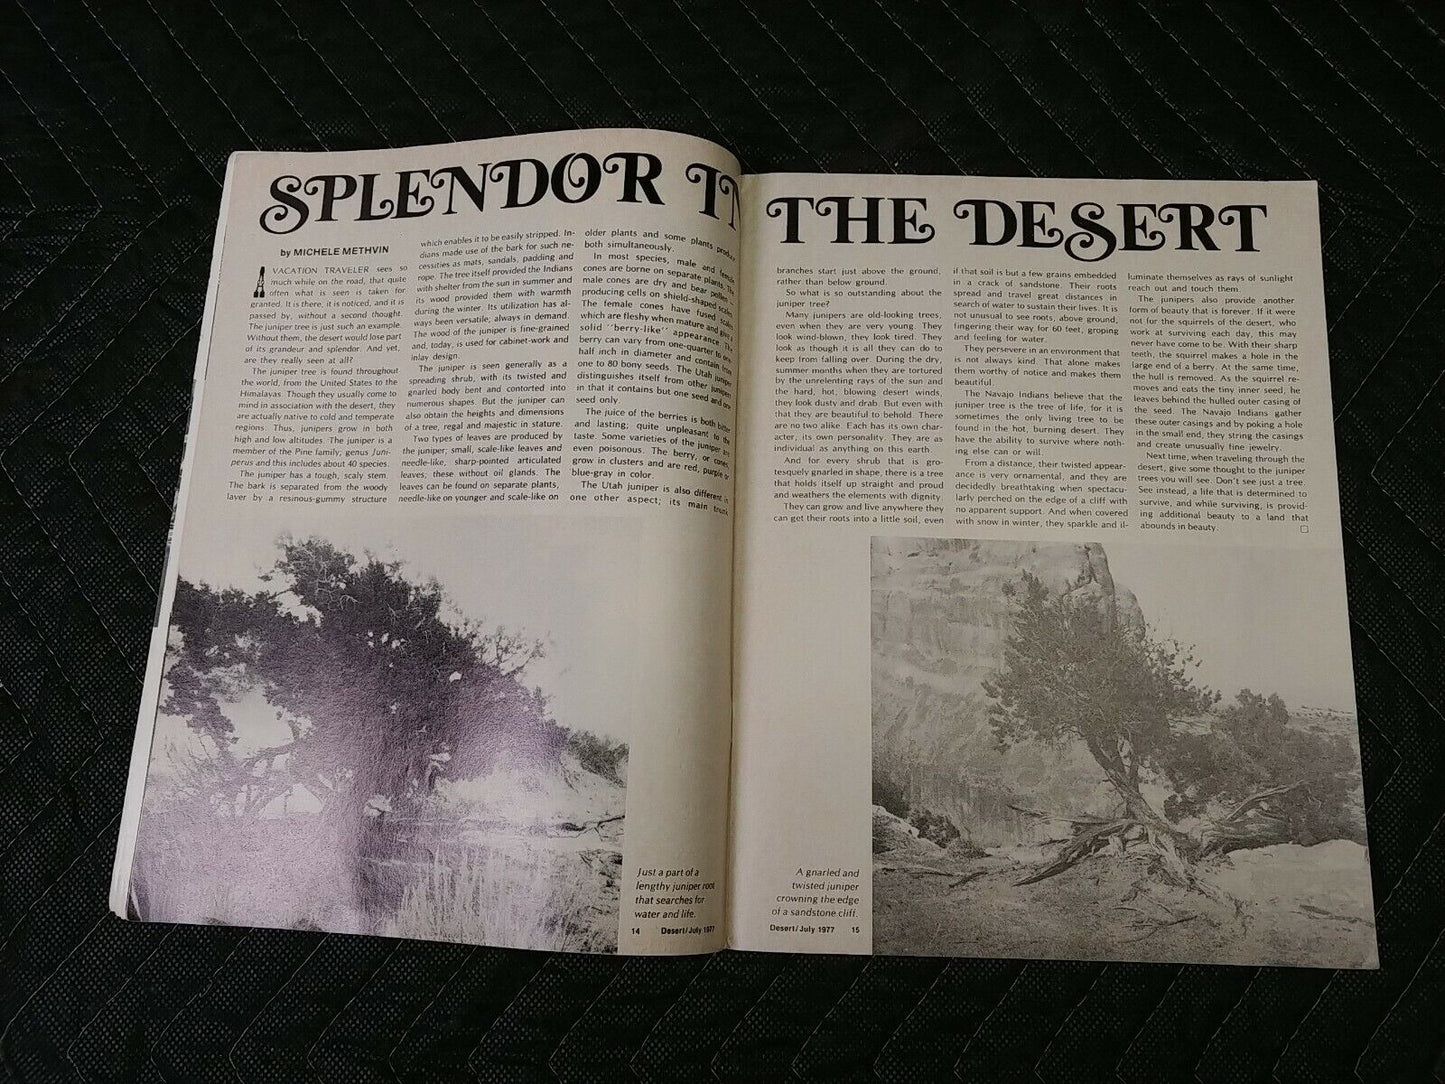 SPLENDOR IN THE DESERT
by MICHELE METHVIN
A VACATION TRAVELER sees so
much while on the road, that quite
often what is seen is taken for
granted. It is there, it is noticed, and it is
passed by, without a second thought.
The juniper tree is just such an example.
Without them, the desert would lose part
of its grandeur and splendor. And yet,
are they really seen at all?
The juniper tree is found throughout
the world, from the United States to the
Himalayas. Though they usually come to
mind in association with the desert, they
are actually native to cold and temperate
regions. Thus, junipers grow in both
high and low altitudes. The juniper is a
member of the Pine family; genus Juni-
perus and this includes about 40 species.
The juniper has a tough, scaly stem.
The bark is separated from the woody
layer by a resinous-gummy structure
which enables it to be easily stripped. In-
dians made use of the bark for such ne-
cessities as mats, sandals, padding and
rope. The tree itself provided the Indians
with shelter from the sun in summer and
its wood provided them with warmth
during the winter. Its utilization has al-
ways been versatile, always in demand.
The wood of the juniper is fine-grained
and, today, is used for cabinet-work and
inlay design.
The juniper is seen generally as a
spreading shrub, with its twisted and
gnarled body bent and contorted into
numerous shapes. But the juniper can
also obtain the heights and dimensions
of a tree, regal and majestic in stature.
Two types of leaves are produced by
the juniper; small, scale-like leaves and
needle-like, sharp-pointed articulated
leaves; these without oil glands. The
leaves can be found on separate plants,
needle-like on younger and scale-like on
older plants and some plants produce
both simultaneously.
In most species, male and female
cones are borne on separate plants. The
male cones are dry and bear pollen
producing cells on shield-shaped scales.
The female cones have fused scales
which are fleshy when mature and give a
solid "berry-like" appearance. The
berry can vary from one-quarter to one
half inch in diameter and contain from
one to 80 bony seeds. The Utah juniper
distinguishes itself from other junipers
in that it contains but one seed and one
seed only.
The juice of the berries is both bitter
and lasting; quite unpleasant to the
taste. Some varieties of the juniper are
even poisonous. The berry, or cones,
grow in clusters and are red, purple or
blue-gray in color.
The Utah juniper is also different in
one other aspect; its main trunk
branches start just above the ground,
rather than below ground.
So what is so outstanding about the
juniper tree?
Many junipers are old-looking trees,
even when they are very young. They
look wind-blown, they look tired. They
look as though it is all they can do to
keep from falling over. During the dry,
summer months when they are tortured
by the unrelenting rays of the sun and
the hard, hot, blowing desert winds,
they look dusty and drab. But even with
that they are beautiful to behold. There
are no two alike. Each has its own char-
acter, its own personality. They are as
individual as anything on this earth.
And for every shrub that is gro-
tesquely gnarled in shape, there is a tree
that holds itself up straight and proud
and weathers the elements with dignity.
They can grow and live anywhere they
can get their roots into a little soil, even
if that soil is but a few grains embedded
in a crack of sandstone. Their roots
spread and travel great distances in
search of water to sustain their lives. It is
not unusual to see roots, above ground,
fingering their way for 60 feet, groping
and feeling for water.
They persevere in an environment that
is not always kind. That alone makes
them worthy of notice and makes them
beautiful.
The Navajo Indians believe that the
juniper tree is the tree of life, for it is
sometimes the only living tree to be
found in the hot, burning desert. They
have the ability to survive where noth-
ing else can or will.
From a distance, their twisted appear-
ance is very ornamental, and they are
decidedly breathtaking when spectacu-
larly perched on the edge of a cliff with
no apparent support. And when covered
with snow in winter, they sparkle and il-
luminate themselves as rays of sunlight
reach out and touch them.
The junipers also provide another
form of beauty that is forever. If it were
not for the squirrels of the desert, who
work at surviving each day, this may
never have come to be. With their sharp
teeth, the squirrel makes a hole in the
large end of a berry. At the same time,
the hull is removed. As the squirrel re-
moves and eats the tiny inner seed, he
leaves behind the hulled outer casing of
the seed. The Navajo Indians gather
these outer casings and by poking a hole
in the small end, they string the casings
and create unusually fine jewelry.
Next time, when traveling through the
desert, give some thought to the juniper
trees you will see. Don't see just a tree.
See instead, a life that is determined to
survive, and while surviving, is provid-
ing additional beauty to a land that
abounds in beauty. □
Just a part of a
lengthy juniper root
that searches for
water and life.
14 Desert/July 1977
A gnarled and
twisted juniper
crowning the edge
of a sandstone cliff.
Desert/July 1977 15